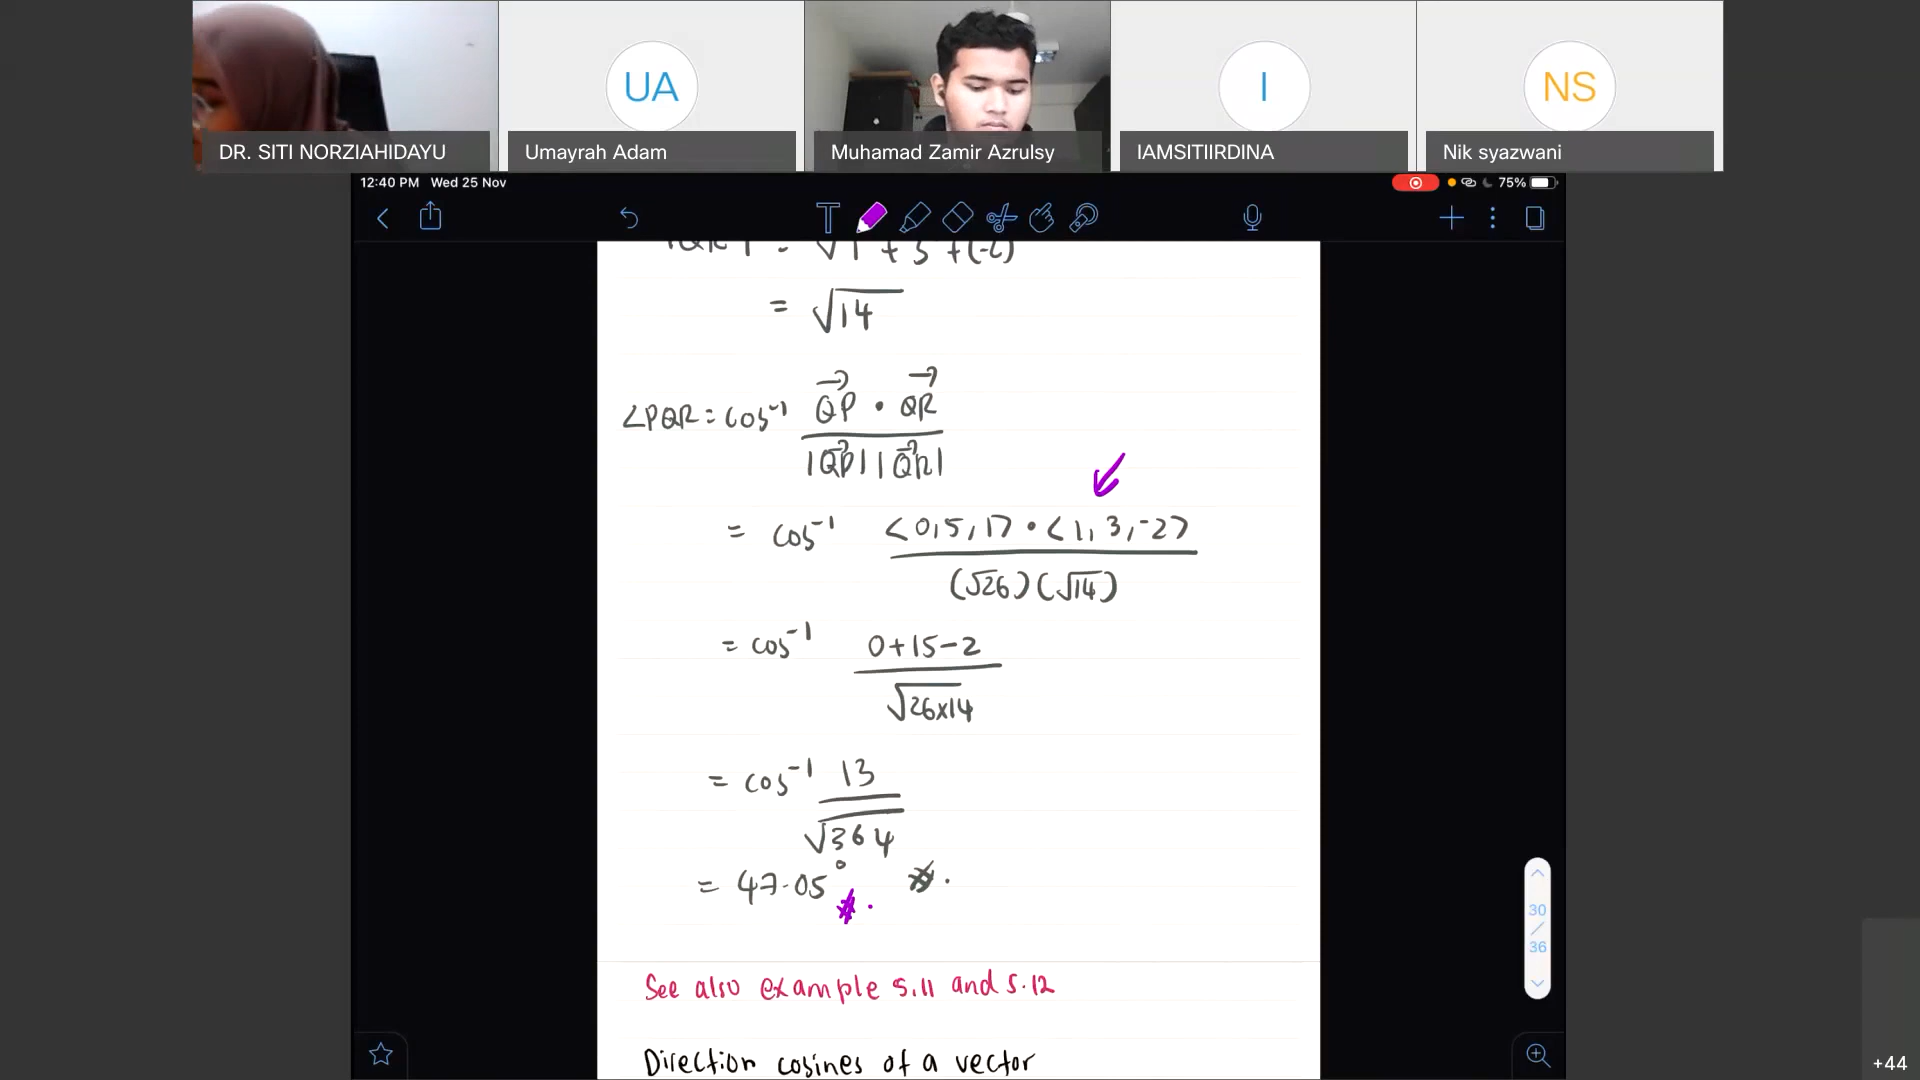 UA
I
NS
DR. SITI NORZIAHIDAYU
Umayrah Adam
Muhamad Zamir Azrulsy
IAMSITIIRDINA
Nik syazwani
12:40 PM Wed 25 Nov
75%
T
= √1 + 3 + (-2)
= √14
∠PQR = cos⁻¹ QP · QR
|QP| |QR|
= cos⁻¹ <0,5,1> · <1,3,-2>
(√26)(√14)
= cos⁻¹ 0+15-2
√26x14
= cos⁻¹ 13
√364
= 47.05°
See also example 5.11 and 5.12
Direction cosines of a vector
30
/
36
+44